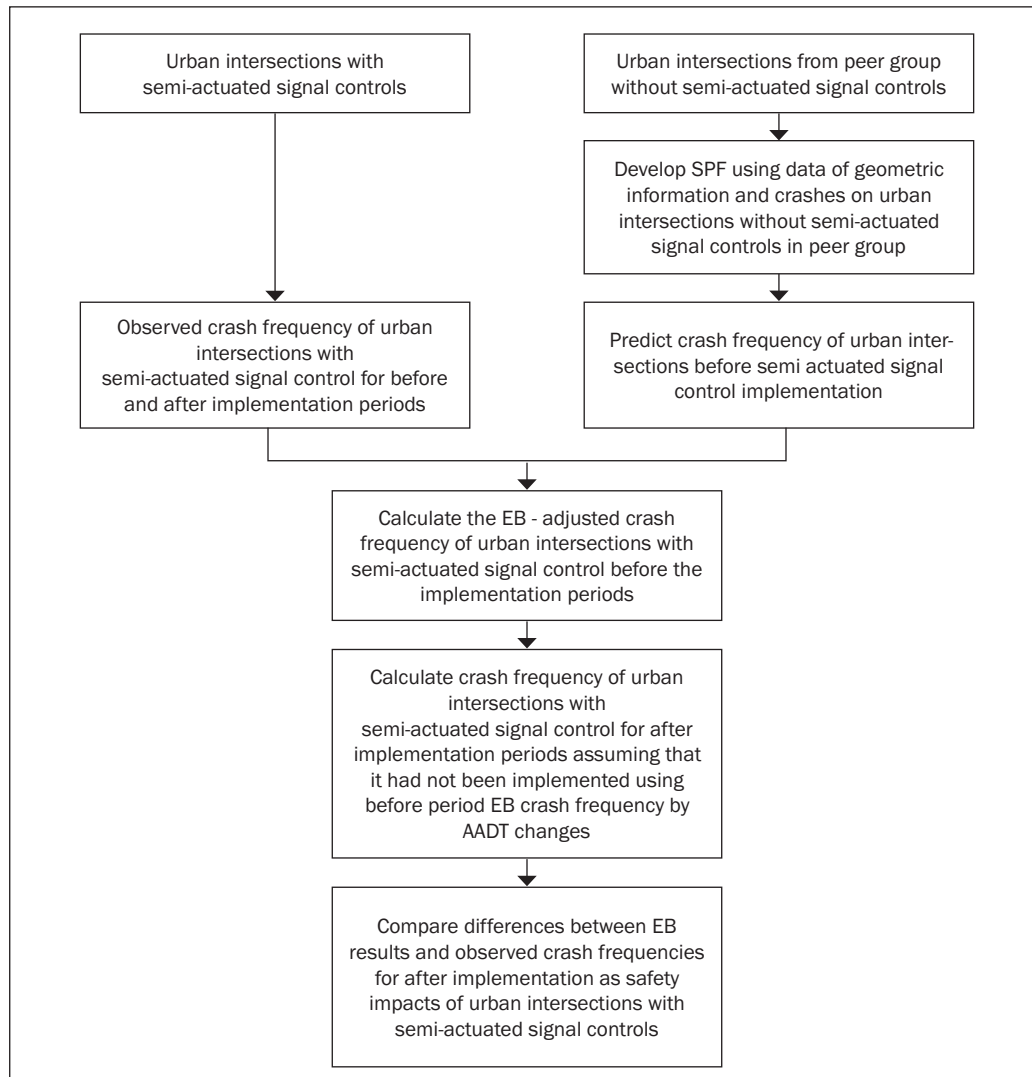 Urban intersections with
semi-actuated signal controls
Urban intersections from peer group
without semi-actuated signal controls
Develop SPF using data of geometric
information and crashes on urban
intersections without semi-actuated
signal controls in peer group
Observed crash frequency of urban
intersections with
semi-actuated signal control for before
and after implementation periods
Predict crash frequency of urban inter-
sections before semi actuated signal
control implementation
Calculate the EB - adjusted crash
frequency of urban intersections with
semi-actuated signal control before the
implementation periods
Calculate crash frequency of urban
intersections with
semi-actuated signal control for after
implementation periods assuming that
it had not been implemented using
before period EB crash frequency by
AADT changes
Compare differences between EB
results and observed crash frequencies
for after implementation as safety
impacts of urban intersections with
semi-actuated signal controls